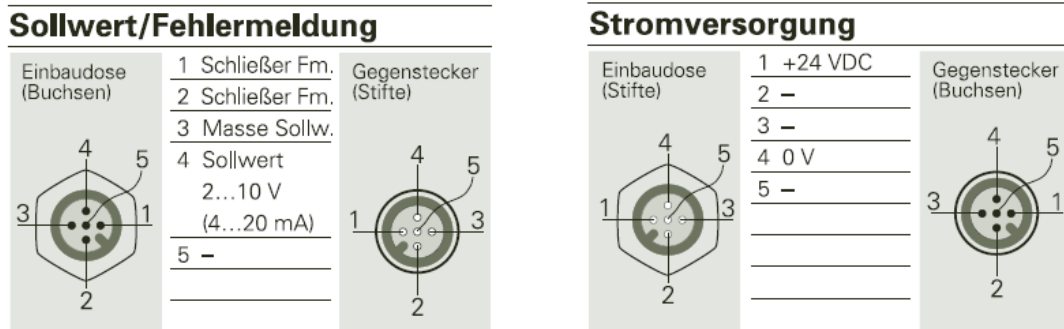 Sollwert/Fehlermeldung
Einbaudose
(Buchsen)
4
5
3
1
2
1 Schließer Fm.
2 Schließer Fm.
3 Masse Sollw.
4 Sollwert
2...10 V
(4...20 mA)
5 –
Gegenstecker
(Stifte)
4
5
1
3
2
Stromversorgung
Einbaudose
(Stifte)
4
5
1
3
2
1 +24 VDC
2 –
3 –
4 0 V
5 –
Gegenstecker
(Buchsen)
4
5
3
1
2